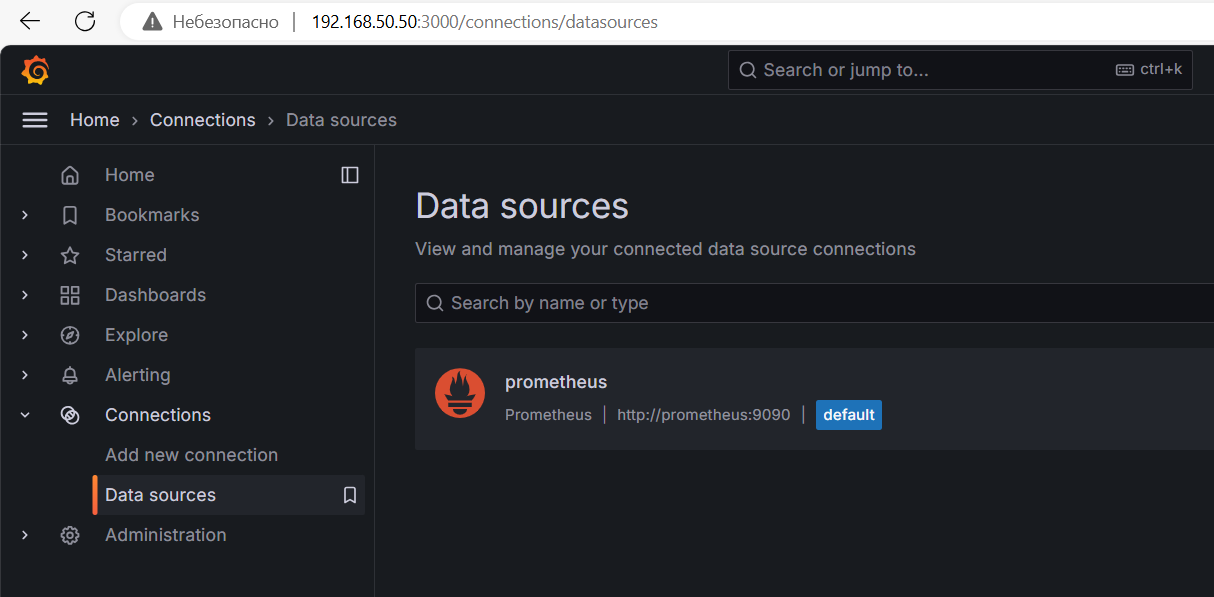 Небезопасно | 192.168.50.50:3000/connections/datasources
Search or jump to... ctrl+k
Home › Connections › Data sources
Home
Bookmarks
Starred
Dashboards
Explore
Alerting
Connections
Add new connection
Data sources
Administration
Data sources
View and manage your connected data source connections
Search by name or type
prometheus
Prometheus | http://prometheus:9090 | default